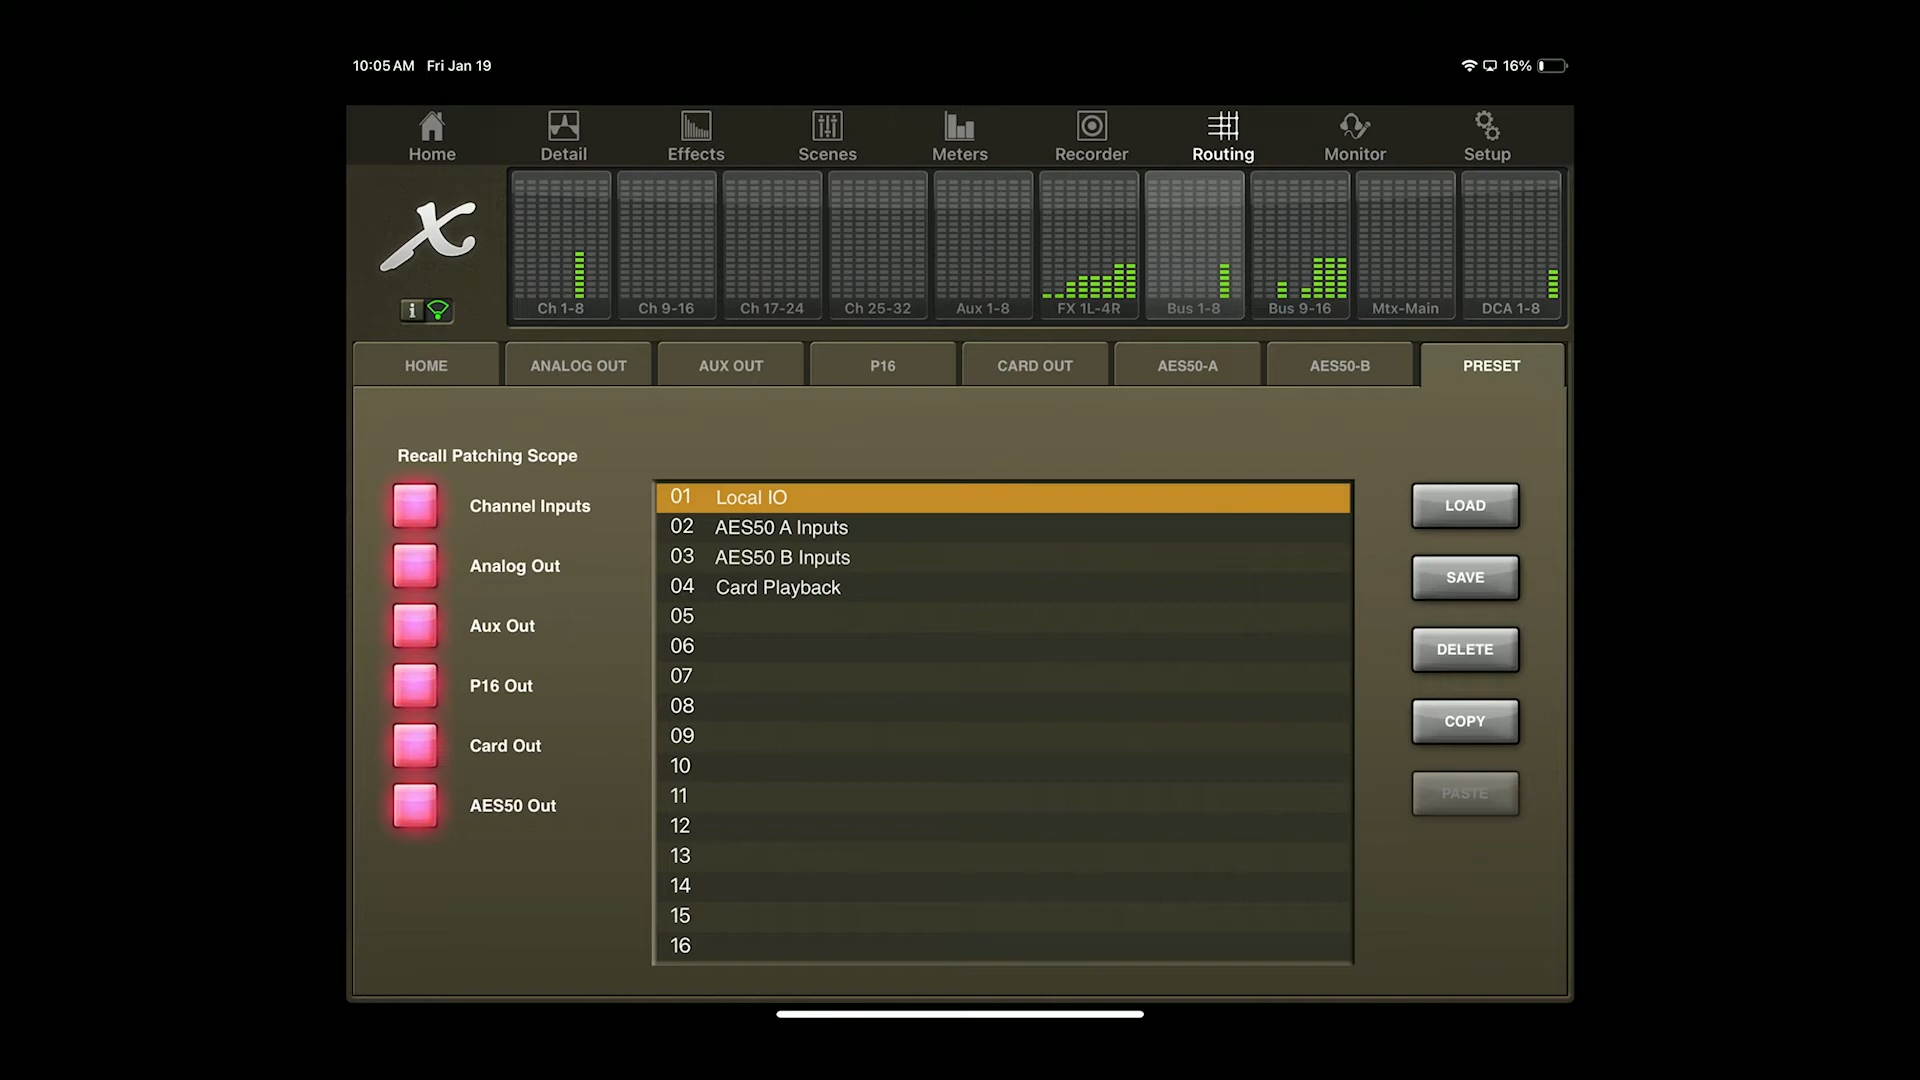 10:05 AM Fri Jan 19
16%
Home Detail Effects Scenes Meters Recorder Routing Monitor Setup
X
i
Ch 1-8 Ch 9-16 Ch 17-24 Ch 25-32 Aux 1-8 FX 1L-4R Bus 1-8 Bus 9-16 Mtx-Main DCA 1-8
HOME ANALOG OUT AUX OUT P16 CARD OUT AES50-A AES50-B PRESET
Recall Patching Scope
Channel Inputs
Analog Out
Aux Out
P16 Out
Card Out
AES50 Out
01 Local IO
02 AES50 A Inputs
03 AES50 B Inputs
04 Card Playback
05
06
07
08
09
10
11
12
13
14
15
16
LOAD
SAVE
DELETE
COPY
PASTE